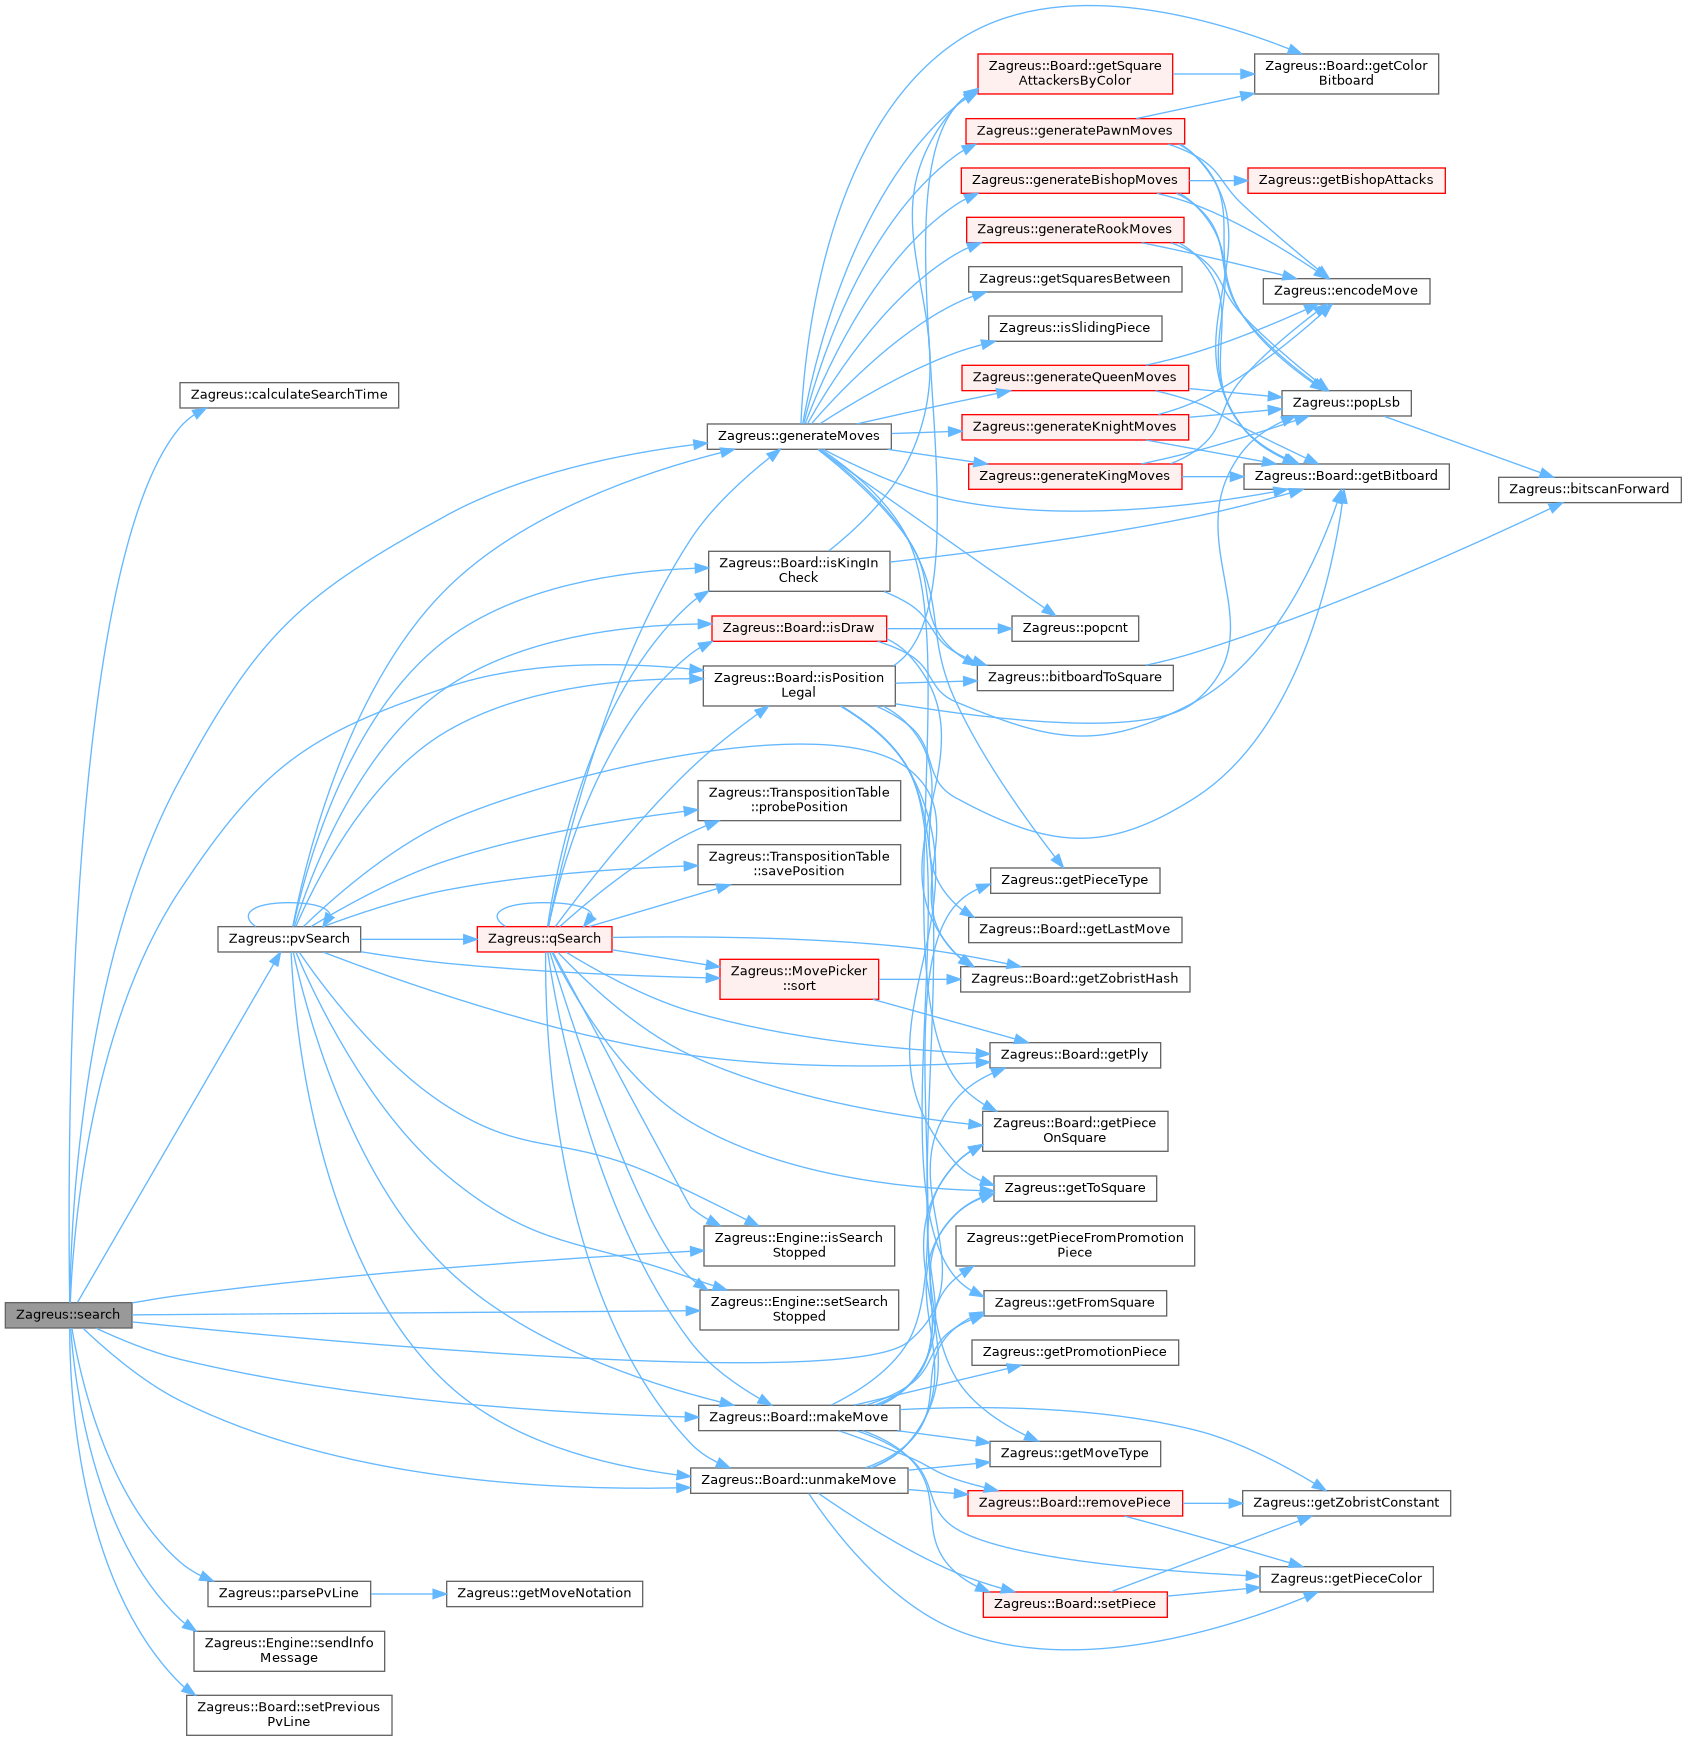 Zagreus::search
Zagreus::calculateSearchTime
Zagreus::pvSearch
Zagreus::parsePvLine
Zagreus::Engine::sendInfo
Message
Zagreus::Board::setPrevious
PvLine
Zagreus::qSearch
Zagreus::getMoveNotation
Zagreus::generateMoves
Zagreus::Board::isKingIn
Check
Zagreus::Board::isDraw
Zagreus::Board::isPosition
Legal
Zagreus::TranspositionTable
::probePosition
Zagreus::TranspositionTable
::savePosition
Zagreus::MovePicker
::sort
Zagreus::Engine::isSearch
Stopped
Zagreus::Engine::setSearch
Stopped
Zagreus::Board::makeMove
Zagreus::Board::unmakeMove
Zagreus::Board::getSquare
AttackersByColor
Zagreus::generatePawnMoves
Zagreus::generateBishopMoves
Zagreus::generateRookMoves
Zagreus::getSquaresBetween
Zagreus::isSlidingPiece
Zagreus::generateQueenMoves
Zagreus::generateKnightMoves
Zagreus::generateKingMoves
Zagreus::popcnt
Zagreus::bitboardToSquare
Zagreus::getPieceType
Zagreus::Board::getLastMove
Zagreus::Board::getZobristHash
Zagreus::Board::getPly
Zagreus::Board::getPiece
OnSquare
Zagreus::getToSquare
Zagreus::getPieceFromPromotion
Piece
Zagreus::getFromSquare
Zagreus::getPromotionPiece
Zagreus::getMoveType
Zagreus::Board::removePiece
Zagreus::Board::setPiece
Zagreus::Board::getColor
Bitboard
Zagreus::getBishopAttacks
Zagreus::encodeMove
Zagreus::popLsb
Zagreus::Board::getBitboard
Zagreus::getZobristConstant
Zagreus::getPieceColor
Zagreus::bitscanForward